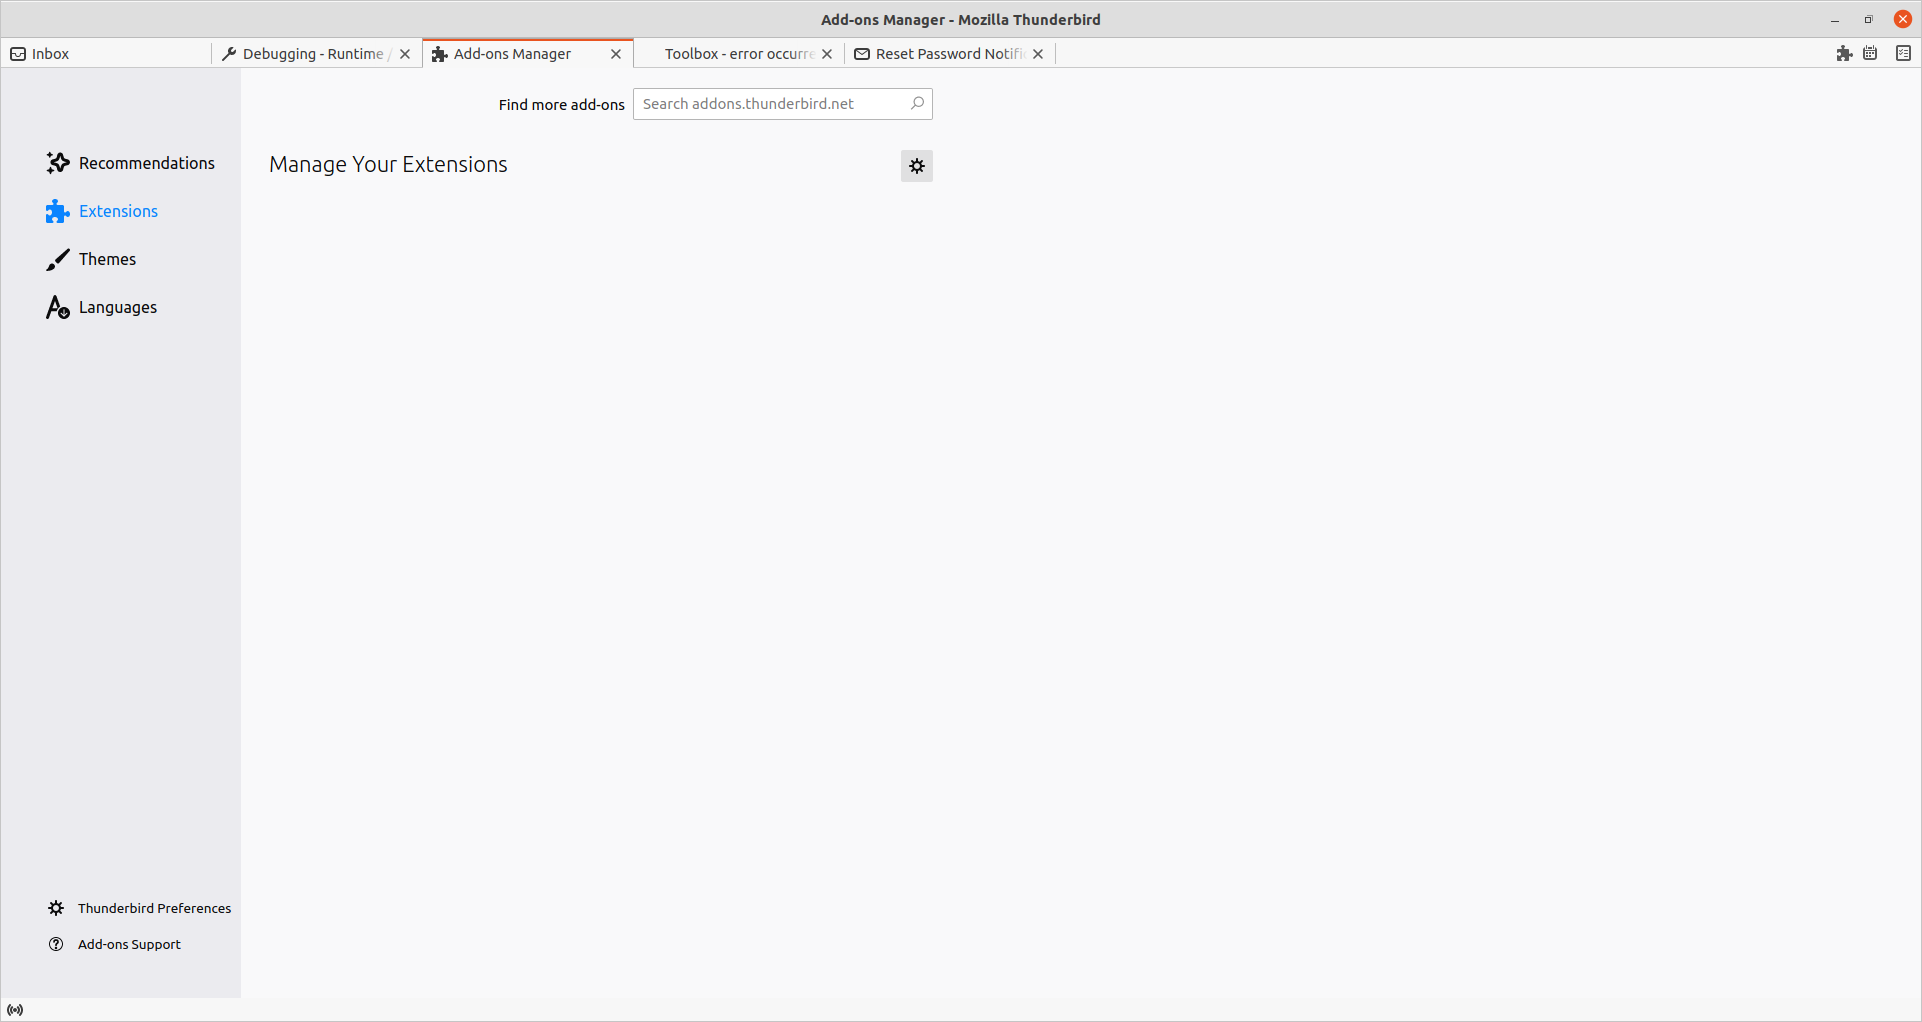 Add-ons Manager - Mozilla Thunderbird
Inbox
Debugging - Runtime /
Add-ons Manager
Toolbox - error occurre
Reset Password Notifi
Find more add-ons
Search addons.thunderbird.net
Recommendations
Manage Your Extensions
Extensions
Themes
Languages
Thunderbird Preferences
Add-ons Support